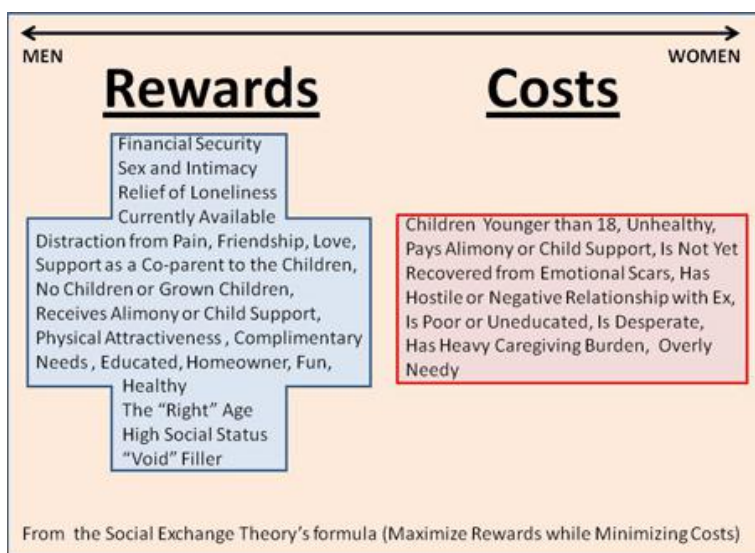 MEN
WOMEN
Rewards
Costs
Financial Security
Sex and Intimacy
Relief of Loneliness
Currently Available
Distraction from Pain, Friendship, Love,
Support as a Co-parent to the Children,
No Children or Grown Children,
Receives Alimony or Child Support,
Physical Attractiveness , Complimentary
Needs , Educated, Homeowner, Fun,
Healthy
The “Right” Age
High Social Status
“Void” Filler
Children Younger than 18, Unhealthy,
Pays Alimony or Child Support, Is Not Yet
Recovered from Emotional Scars, Has
Hostile or Negative Relationship with Ex,
Is Poor or Uneducated, Is Desperate,
Has Heavy Caregiving Burden, Overly
Needy
From the Social Exchange Theory’s formula (Maximize Rewards while Minimizing Costs)